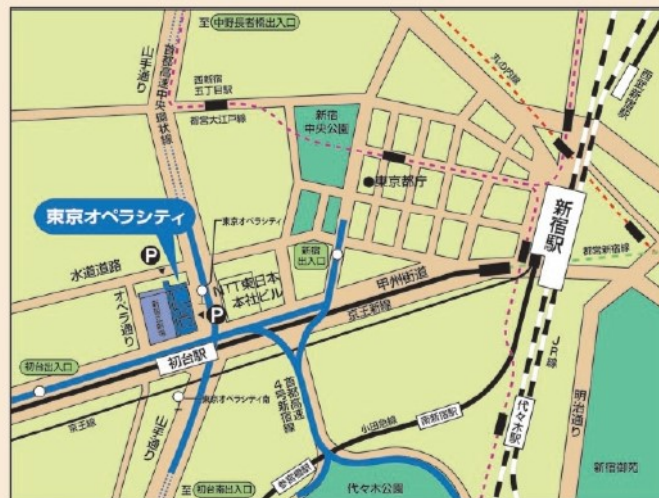 至 中野長者橋出入口
山手通り
首都高速中央環状線
西新宿
五丁目駅
都営大江戸線
新宿
中央公園
丸の内線
西武新宿駅
東京都庁
東京オペラシティ
東京オペラシティ
P
水道道路
オペラ通り
NTT東日本
本社ビル
P
新宿
出入口
甲州街道
京王新線
新宿駅
都営新宿線
初台出入口
初台駅
京王線
山手通り
東京オペラシティ南
首都高速
4号新宿線
小田急線
南新宿駅
参宮橋駅
JR線
代々木駅
明治通り
至 初台南出入口
代々木公園
新宿御苑